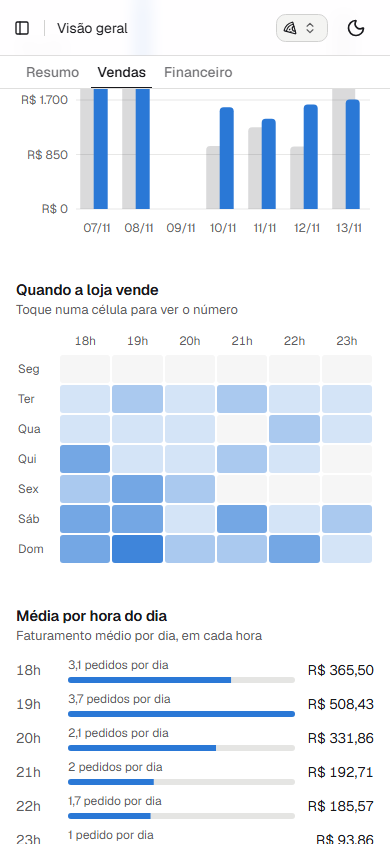 Visão geral
Resumo Vendas Financeiro
R$ 1.700
R$ 850
R$ 0
07/11 08/11 09/11 10/11 11/11 12/11 13/11
Quando a loja vende
Toque numa célula para ver o número
18h 19h 20h 21h 22h 23h
Seg
Ter
Qua
Qui
Sex
Sáb
Dom
Média por hora do dia
Faturamento médio por dia, em cada hora
18h 3,1 pedidos por dia R$ 365,50
19h 3,7 pedidos por dia R$ 508,43
20h 2,1 pedidos por dia R$ 331,86
21h 2 pedidos por dia R$ 192,71
22h 1,7 pedido por dia R$ 185,57
23h 1 pedido por dia R$ 93,86